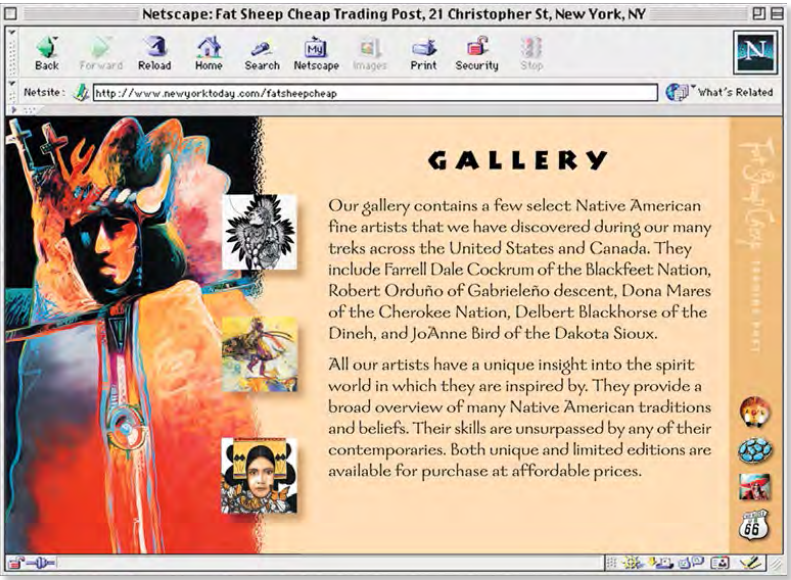 Netscape: Fat Sheep Cheap Trading Post, 21 Christopher St, New York, NY
Back Forward Reload Home Search Netscape Images Print Security Stop
My
N
Netsite: http://www.newyorktoday.com/fatsheepcheap What's Related
GALLERY
Our gallery contains a few select Native American
fine artists that we have discovered during our many
treks across the United States and Canada. They
include Farrell Dale Cockrum of the Blackfeet Nation,
Robert Orduño of Gabrieleño descent, Dona Mares
of the Cherokee Nation, Delbert Blackhorse of the
Dineh, and JoAnne Bird of the Dakota Sioux.
All our artists have a unique insight into the spirit
world in which they are inspired by. They provide a
broad overview of many Native American traditions
and beliefs. Their skills are unsurpassed by any of their
contemporaries. Both unique and limited editions are
available for purchase at affordable prices.
Fat Sheep Cheap TRADING POST
66